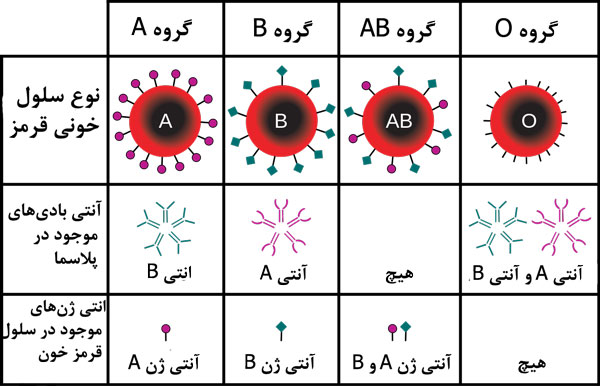 گروه A
گروه B
گروه AB
گروه O
نوع سلول
خونی قرمز
A
B
AB
O
آنتی بادی‌های
موجود در
پلاسما
انتی B
آنتی A
هیچ
آنتی A و آنتی B.
انتی ژن‌های
موجود در سلول
قرمز خون
آنتی ژن A
آنتی ژن B
آنتی ژن A و B
هیچ